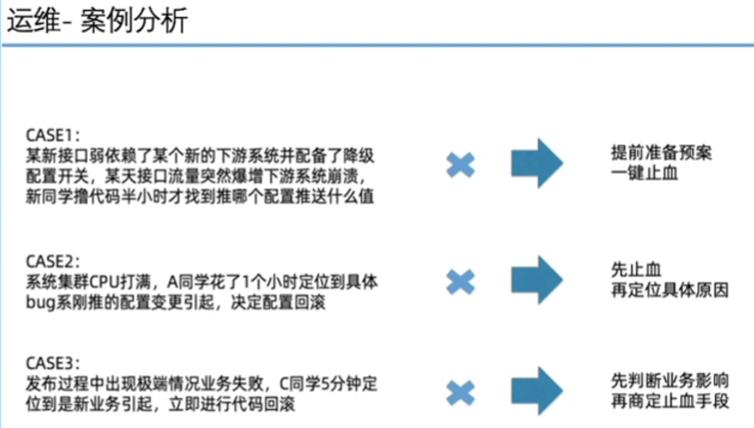 运维- 案例分析
CASE1：
某新接口弱依赖了某个新的下游系统并配备了降级
配置开关，某天接口流量突然爆增下游系统崩溃，
新同学撸代码半小时才找到推哪个配置推送什么值
提前准备预案
一键止血
CASE2：
系统集群CPU打满，A同学花了1个小时定位到具体
bug系刚推的配置变更引起，决定配置回滚
先止血
再定位具体原因
CASE3：
发布过程中出现极端情况业务失败，C同学5分钟定
位到是新业务引起，立即进行代码回滚
先判断业务影响
再商定止血手段